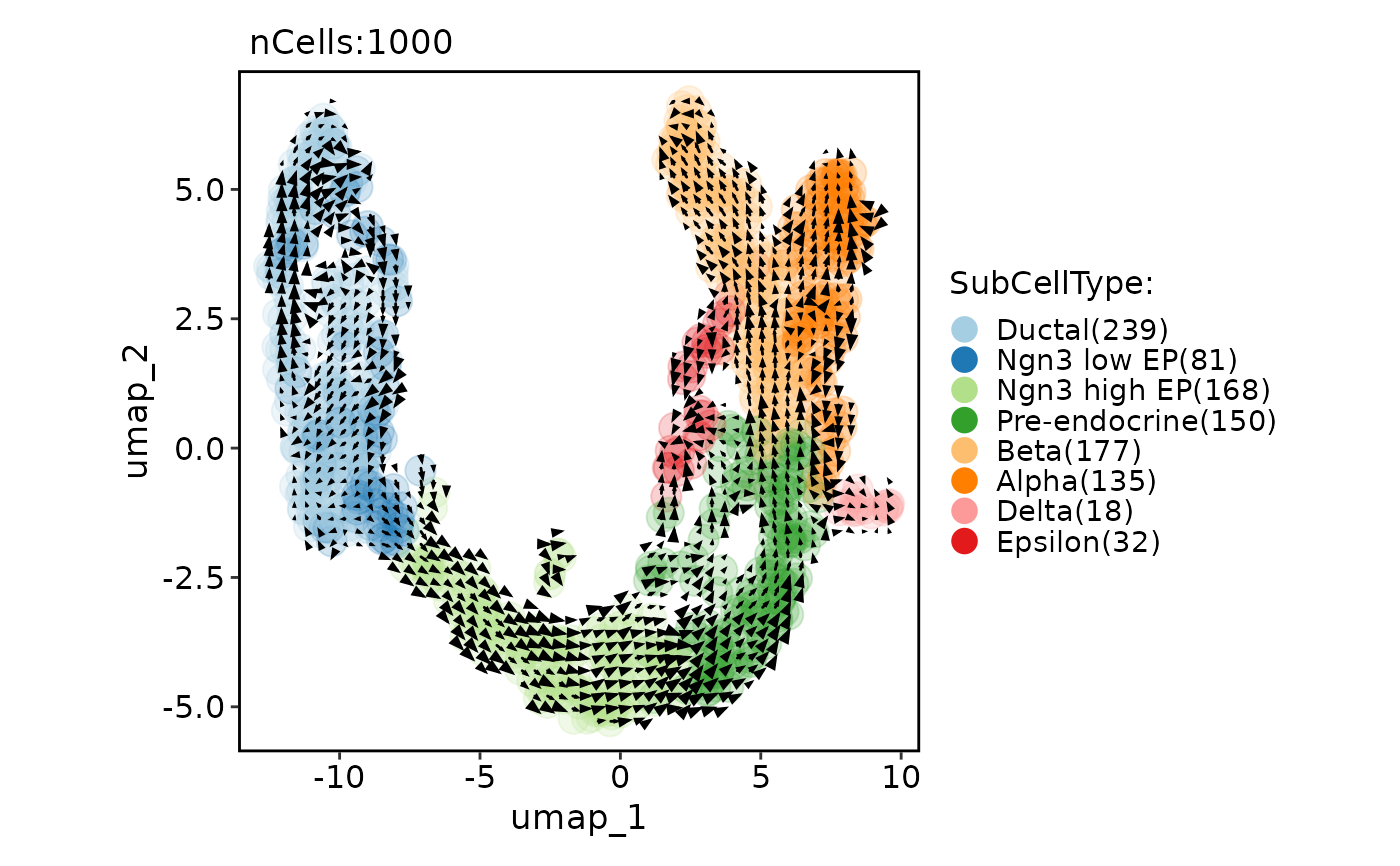 nCells:1000
5.0
2.5
0.0
-2.5
-5.0
umap_2
-10
-5
0
5
10
umap_1
SubCellType:
Ductal(239)
Ngn3 low EP(81)
Ngn3 high EP(168)
Pre-endocrine(150)
Beta(177)
Alpha(135)
Delta(18)
Epsilon(32)